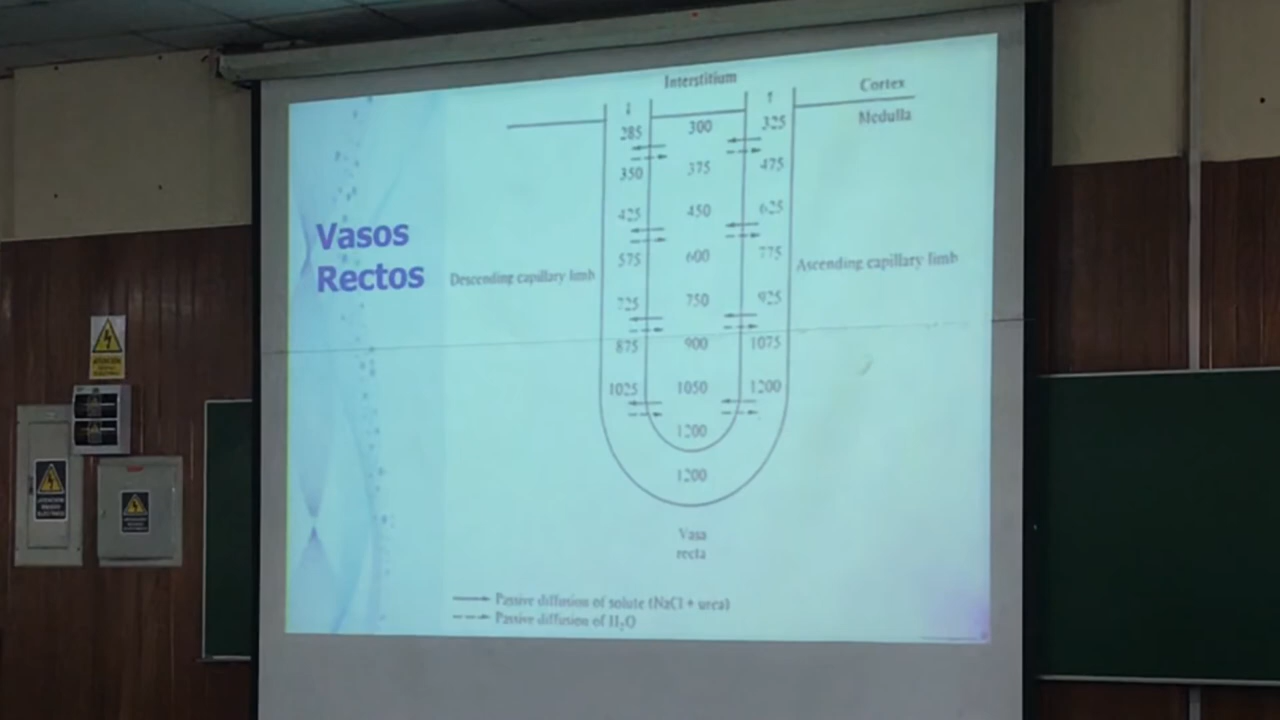 Vasos
Rectos
Interstitium
Cortex
Medulla
285 300 325
350 375 475
425 450 625
575 600 775
Descending capillary limb
Ascending capillary limb
725 750 925
875 900 1075
1025 1050 1200
1200
1200
Vasa
recta
Passive diffusion of solute (NaCl + urea)
Passive diffusion of H₂O
ATENCIÓN